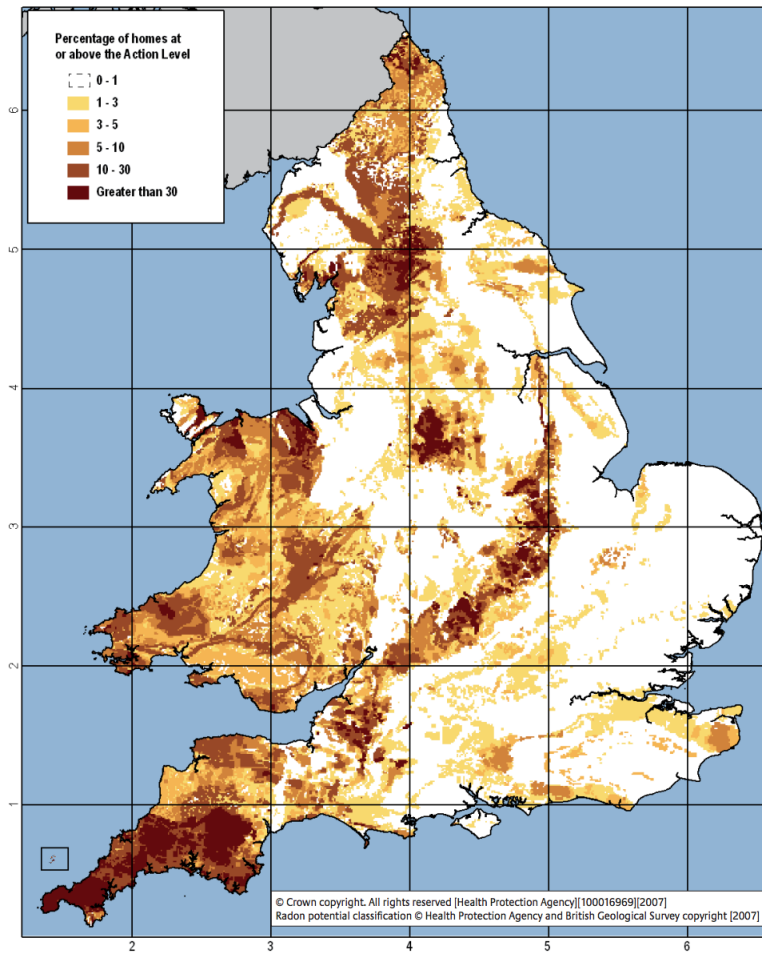 Percentage of homes at
or above the Action Level
0 - 1
1 - 3
3 - 5
5 - 10
10 - 30
Greater than 30
6
5
4
3
2
1
© Crown copyright. All rights reserved [Health Protection Agency][100016969][2007]
Radon potential classification © Health Protection Agency and British Geological Survey copyright [2007]
2 3 4 5 6